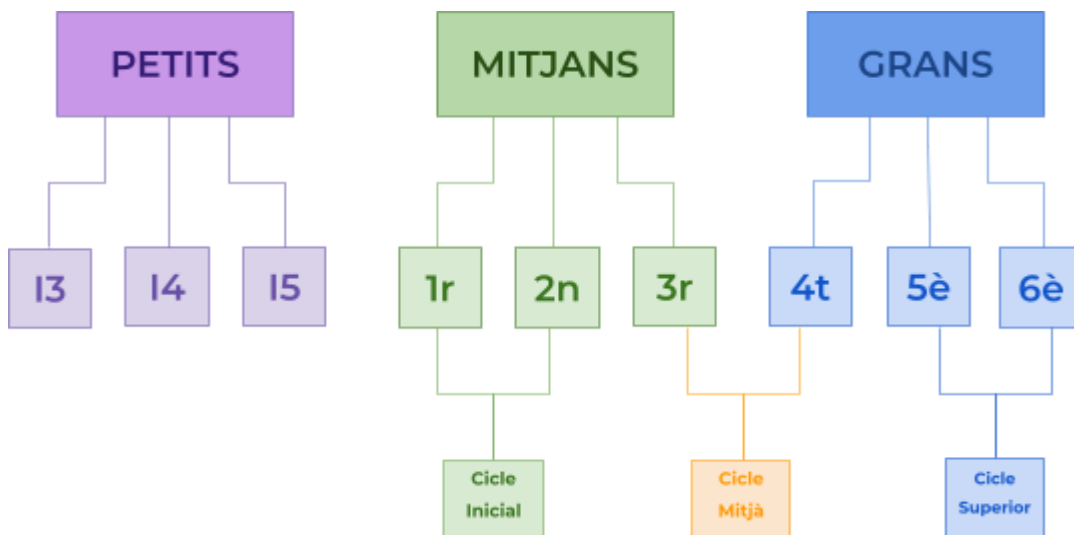 PETITS
MITJANS
GRANS
I3
I4
I5
1r
2n
3r
4t
5è
6è
Cicle
Inicial
Cicle
Mitjà
Cicle
Superior